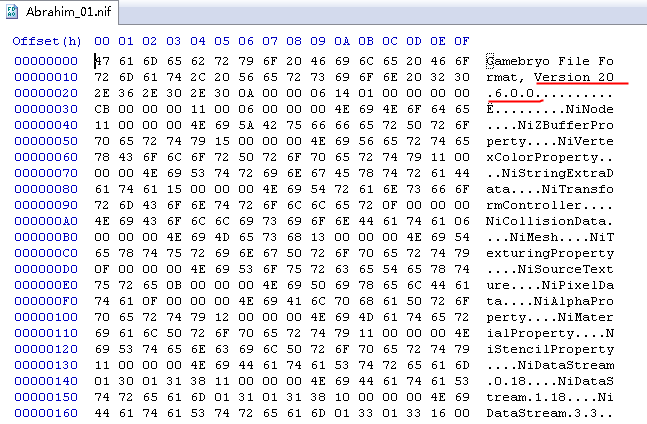 Abrahim_01.nif
Offset(h) 00 01 02 03 04 05 06 07 08 09 0A 0B 0C 0D 0E 0F
00000000 47 61 6D 65 62 72 79 6F 20 46 69 6C 65 20 46 6F Gamebryo File Fo
00000010 72 6D 61 74 2C 20 56 65 72 73 69 6F 6E 20 32 30 rmat, Version 20
00000020 2E 36 2E 30 2E 30 0A 00 00 06 14 01 00 00 00 00 .6.0.0..........
00000030 CB 00 00 00 11 00 06 00 00 00 4E 69 4E 6F 64 65 Ë.........NiNode
00000040 11 00 00 00 4E 69 5A 42 75 66 66 65 72 50 72 6F ....NiZBufferPro
00000050 70 65 72 74 79 15 00 00 00 4E 69 56 65 72 74 65 perty....NiVerte
00000060 78 43 6F 6C 6F 72 50 72 6F 70 65 72 74 79 11 00 xColorProperty..
00000070 00 00 4E 69 53 74 72 69 6E 67 45 78 74 72 61 44 ..NiStringExtraD
00000080 61 74 61 15 00 00 00 4E 69 54 72 61 6E 73 66 6F ata....NiTransfo
00000090 72 6D 43 6F 6E 74 72 6F 6C 6C 65 72 0F 00 00 00 rmController....
000000A0 4E 69 43 6F 6C 6C 69 73 69 6F 6E 44 61 74 61 06 NiCollisionData.
000000B0 00 00 00 4E 69 4D 65 73 68 13 00 00 00 4E 69 54 ...NiMesh....NiT
000000C0 65 78 74 75 72 69 6E 67 50 72 6F 70 65 72 74 79 exturingProperty
000000D0 0F 00 00 00 4E 69 53 6F 75 72 63 65 54 65 78 74 ....NiSourceText
000000E0 75 72 65 0B 00 00 00 4E 69 50 69 78 65 6C 44 61 ure....NiPixelDa
000000F0 74 61 0F 00 00 00 4E 69 41 6C 70 68 61 50 72 6F ta....NiAlphaPro
00000100 70 65 72 74 79 12 00 00 00 4E 69 4D 61 74 65 72 perty....NiMater
00000110 69 61 6C 50 72 6F 70 65 72 74 79 11 00 00 00 4E ialProperty....N
00000120 69 53 74 65 6E 63 69 6C 50 72 6F 70 65 72 74 79 iStencilProperty
00000130 11 00 00 00 4E 69 44 61 74 61 53 74 72 65 61 6D ....NiDataStream
00000140 01 30 01 31 38 11 00 00 00 4E 69 44 61 74 61 53 .0.18....NiDataS
00000150 74 72 65 61 6D 01 31 01 31 38 10 00 00 00 4E 69 tream.1.18....Ni
00000160 44 61 74 61 53 74 72 65 61 6D 01 33 01 33 16 00 DataStream.3.3..